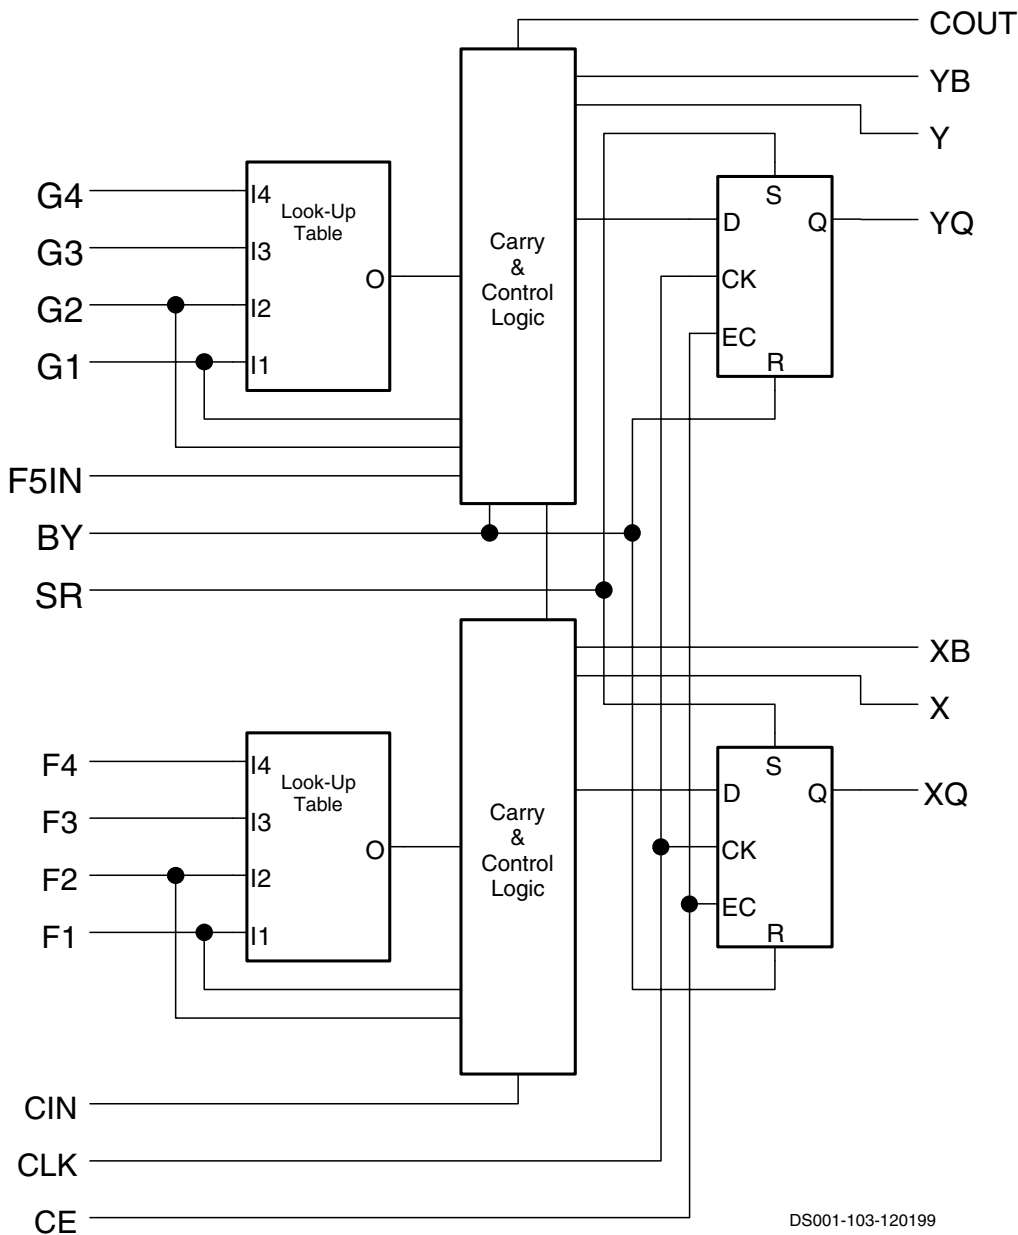 COUT
YB
Y
G4
I4
Look-Up
Table
S
G3
I3
D
Q
YQ
O
Carry
&
Control
Logic
CK
G2
I2
EC
G1
I1
R
F5IN
BY
SR
XB
X
F4
I4
Look-Up
Table
S
F3
I3
D
Q
XQ
O
Carry
&
Control
Logic
CK
F2
I2
EC
F1
I1
R
CIN
CLK
CE
DS001-103-120199